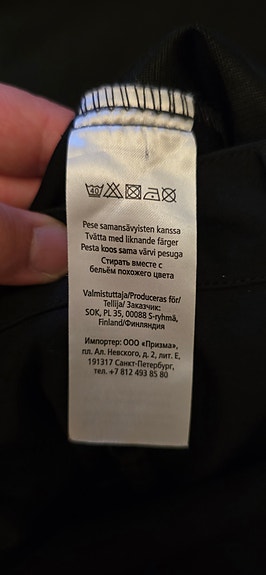 40
Pese samansävyisten kanssa
Tvätta med liknande färger
Pesta koos sama värvi pesuga
Стирать вместе с
бельём похожего цвета
Valmistuttaja/Produceras för/
Tellija/ Заказчик:
SOK, PL 35, 00088 S-ryhmä,
Finland/Финляндия
Импортер: ООО «Призма»,
пл. Ал. Невского, д. 2, лит. Е,
191317 Санкт-Петербург,
тел. +7 812 493 85 80